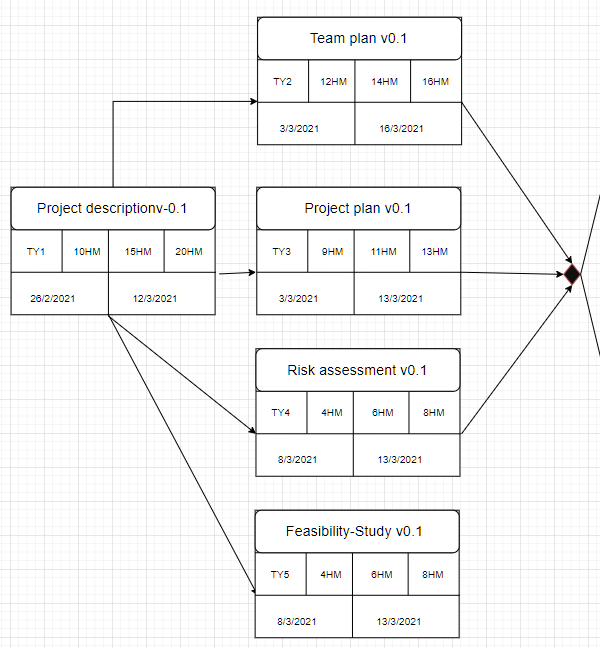 Team plan v0.1
TY2 12HM 14HM 16HM
3/3/2021 16/3/2021
Project descriptionv-0.1
TY1 10HM 15HM 20HM
26/2/2021 12/3/2021
Project plan v0.1
TY3 9HM 11HM 13HM
3/3/2021 13/3/2021
Risk assessment v0.1
TY4 4HM 6HM 8HM
8/3/2021 13/3/2021
Feasibility-Study v0.1
TY5 4HM 6HM 8HM
8/3/2021 13/3/2021